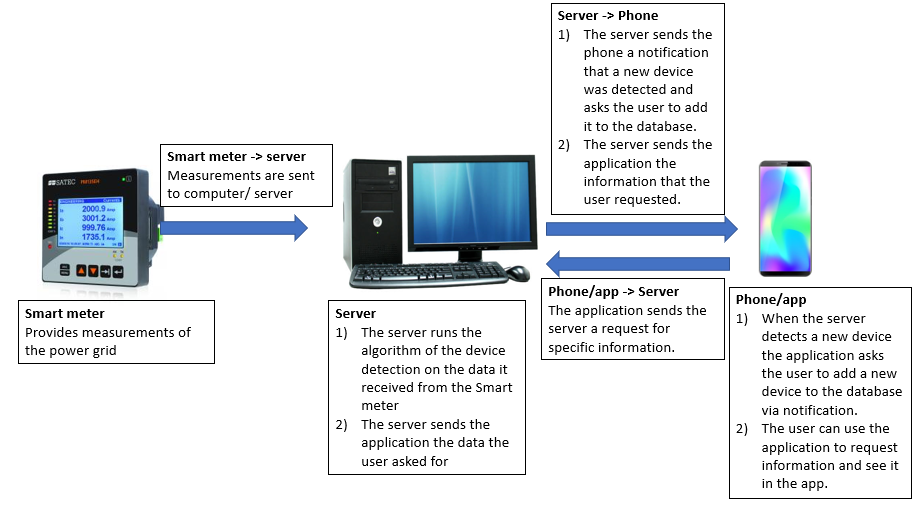 Server -> Phone
1) The server sends the
phone a notification
that a new device
was detected and
asks the user to add
it to the database.
2) The server sends the
application the
information that the
user requested.
Smart meter -> server
Measurements are sent
to computer/ server
SATEC
2000.9 Amp
3001.2 Amp
999.76 Amp
1735.1 Amp
Smart meter
Provides measurements of
the power grid
Server
1) The server runs the
algorithm of the device
detection on the data it
received from the Smart
meter
2) The server sends the
application the data the
user asked for
Phone/app -> Server
The application sends the
server a request for
specific information.
Phone/app
1) When the server
detects a new device
the application asks
the user to add a new
device to the database
via notification.
2) The user can use the
application to request
information and see it
in the app.